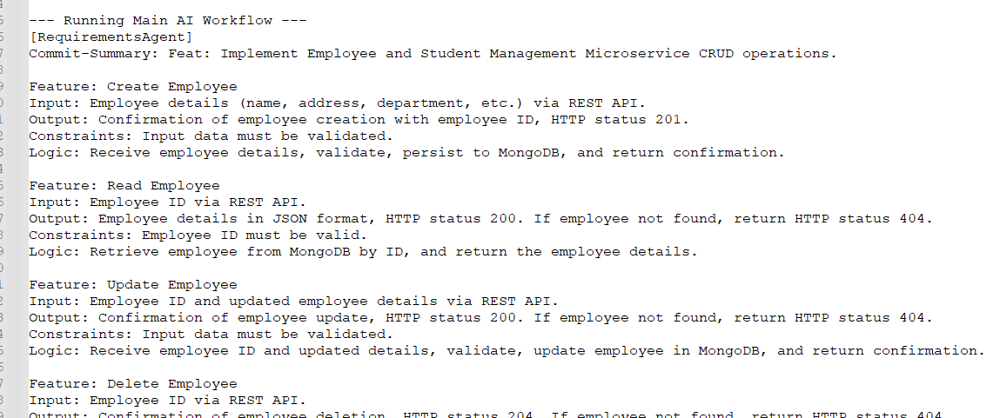 --- Running Main AI Workflow ---
[RequirementsAgent]
Commit-Summary: Feat: Implement Employee and Student Management Microservice CRUD operations.
Feature: Create Employee
Input: Employee details (name, address, department, etc.) via REST API.
Output: Confirmation of employee creation with employee ID, HTTP status 201.
Constraints: Input data must be validated.
Logic: Receive employee details, validate, persist to MongoDB, and return confirmation.
Feature: Read Employee
Input: Employee ID via REST API.
Output: Employee details in JSON format, HTTP status 200. If employee not found, return HTTP status 404.
Constraints: Employee ID must be valid.
Logic: Retrieve employee from MongoDB by ID, and return the employee details.
Feature: Update Employee
Input: Employee ID and updated employee details via REST API.
Output: Confirmation of employee update, HTTP status 200. If employee not found, return HTTP status 404.
Constraints: Input data must be validated.
Logic: Receive employee ID and updated details, validate, update employee in MongoDB, and return confirmation.
Feature: Delete Employee
Input: Employee ID via REST API.
Output: Confirmation of employee deletion, HTTP status 204. If employee not found, return HTTP status 404.